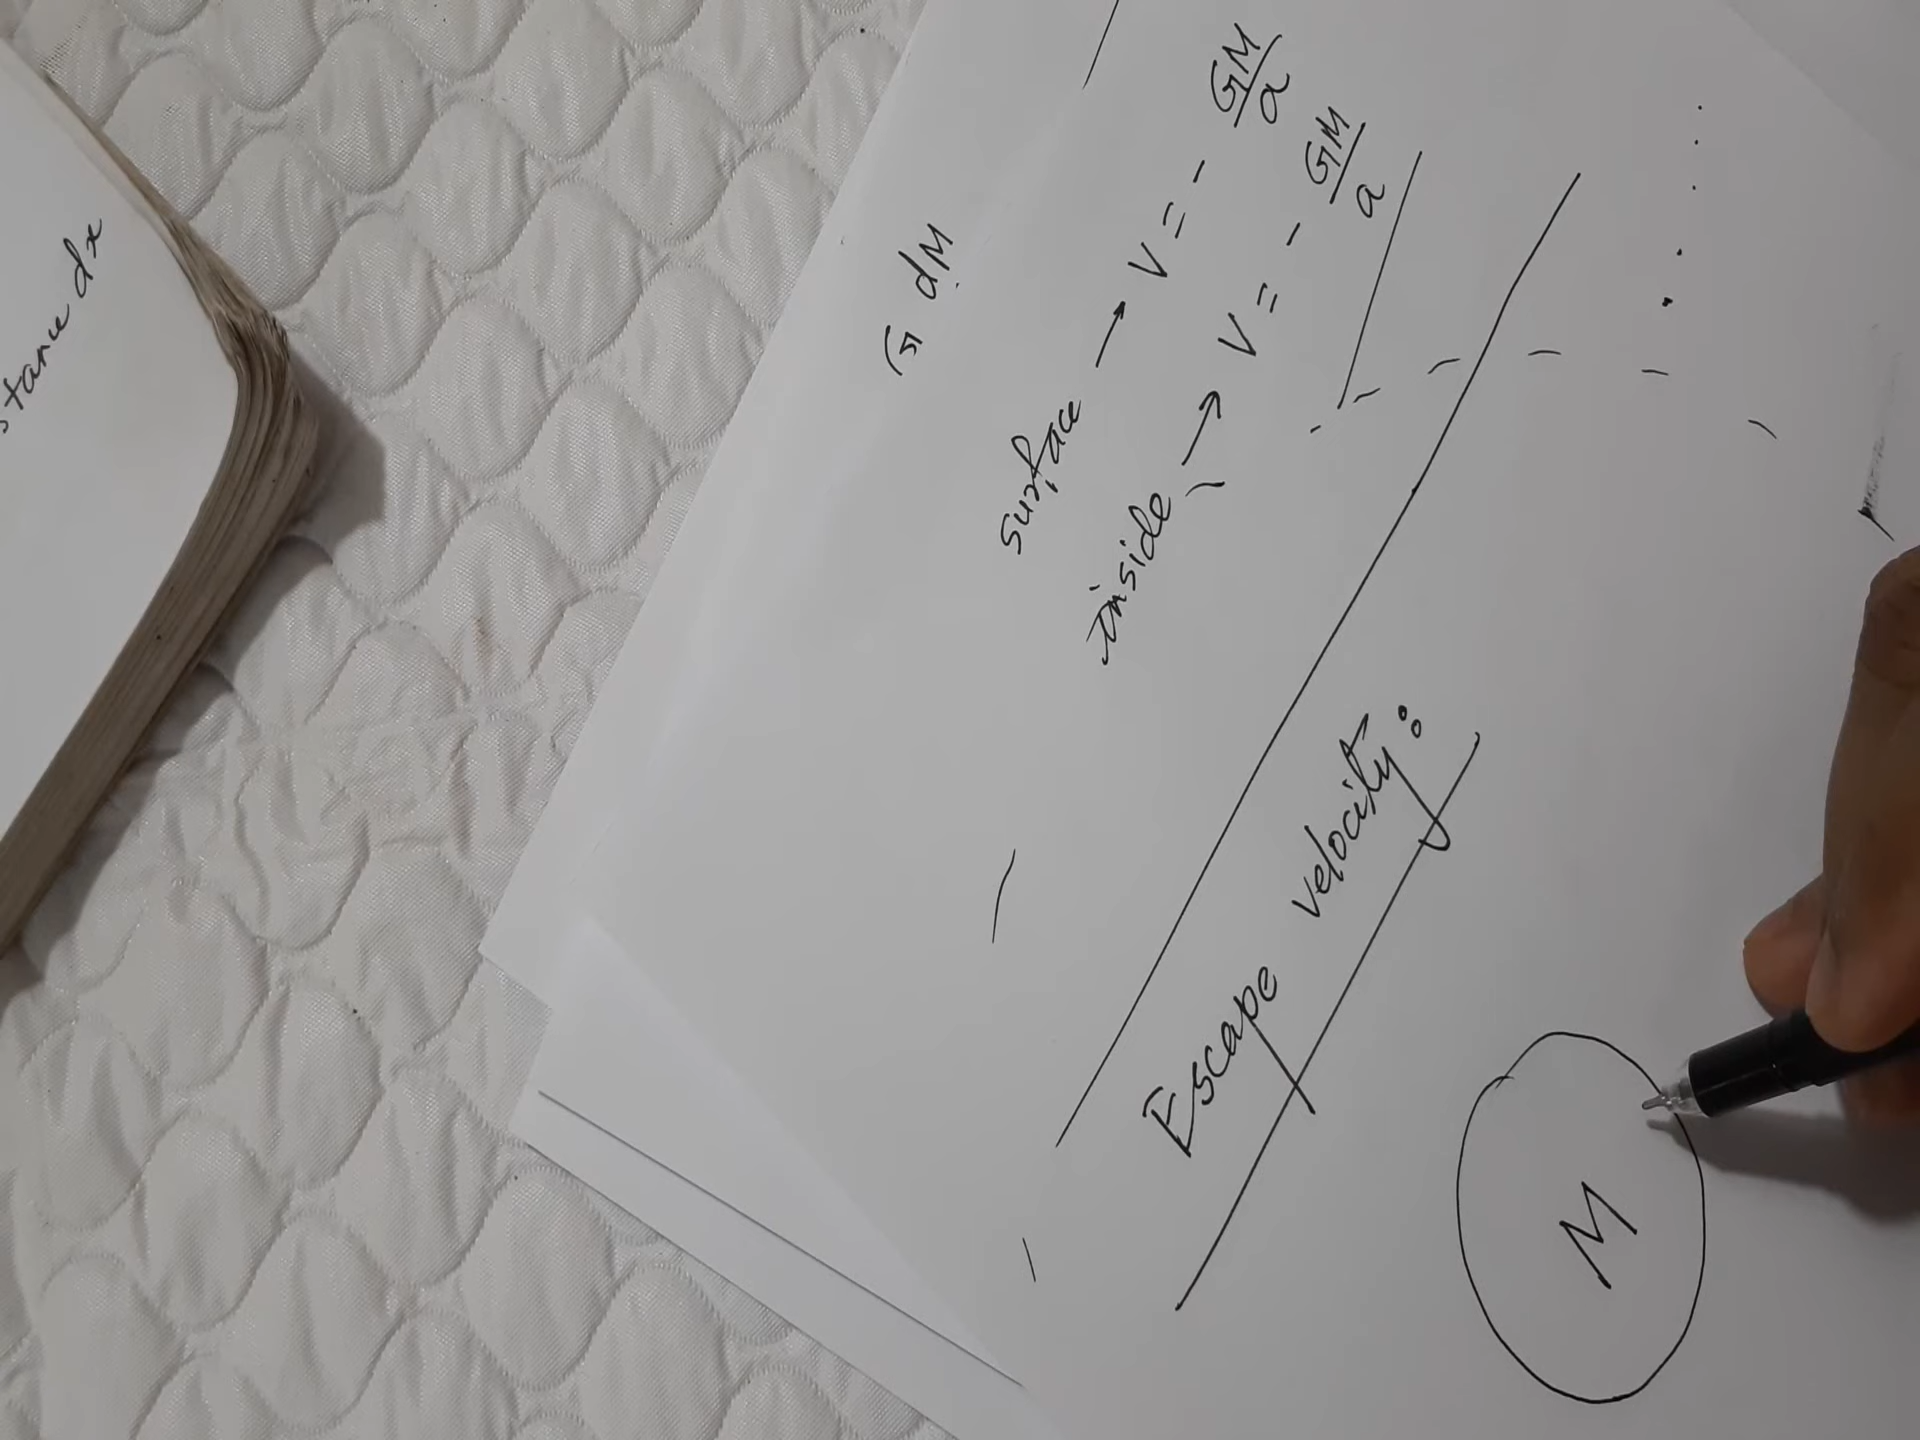 stance dx
G dM
surface → V = - GM/a
inside → V = - GM/a
Escape velocity:
M